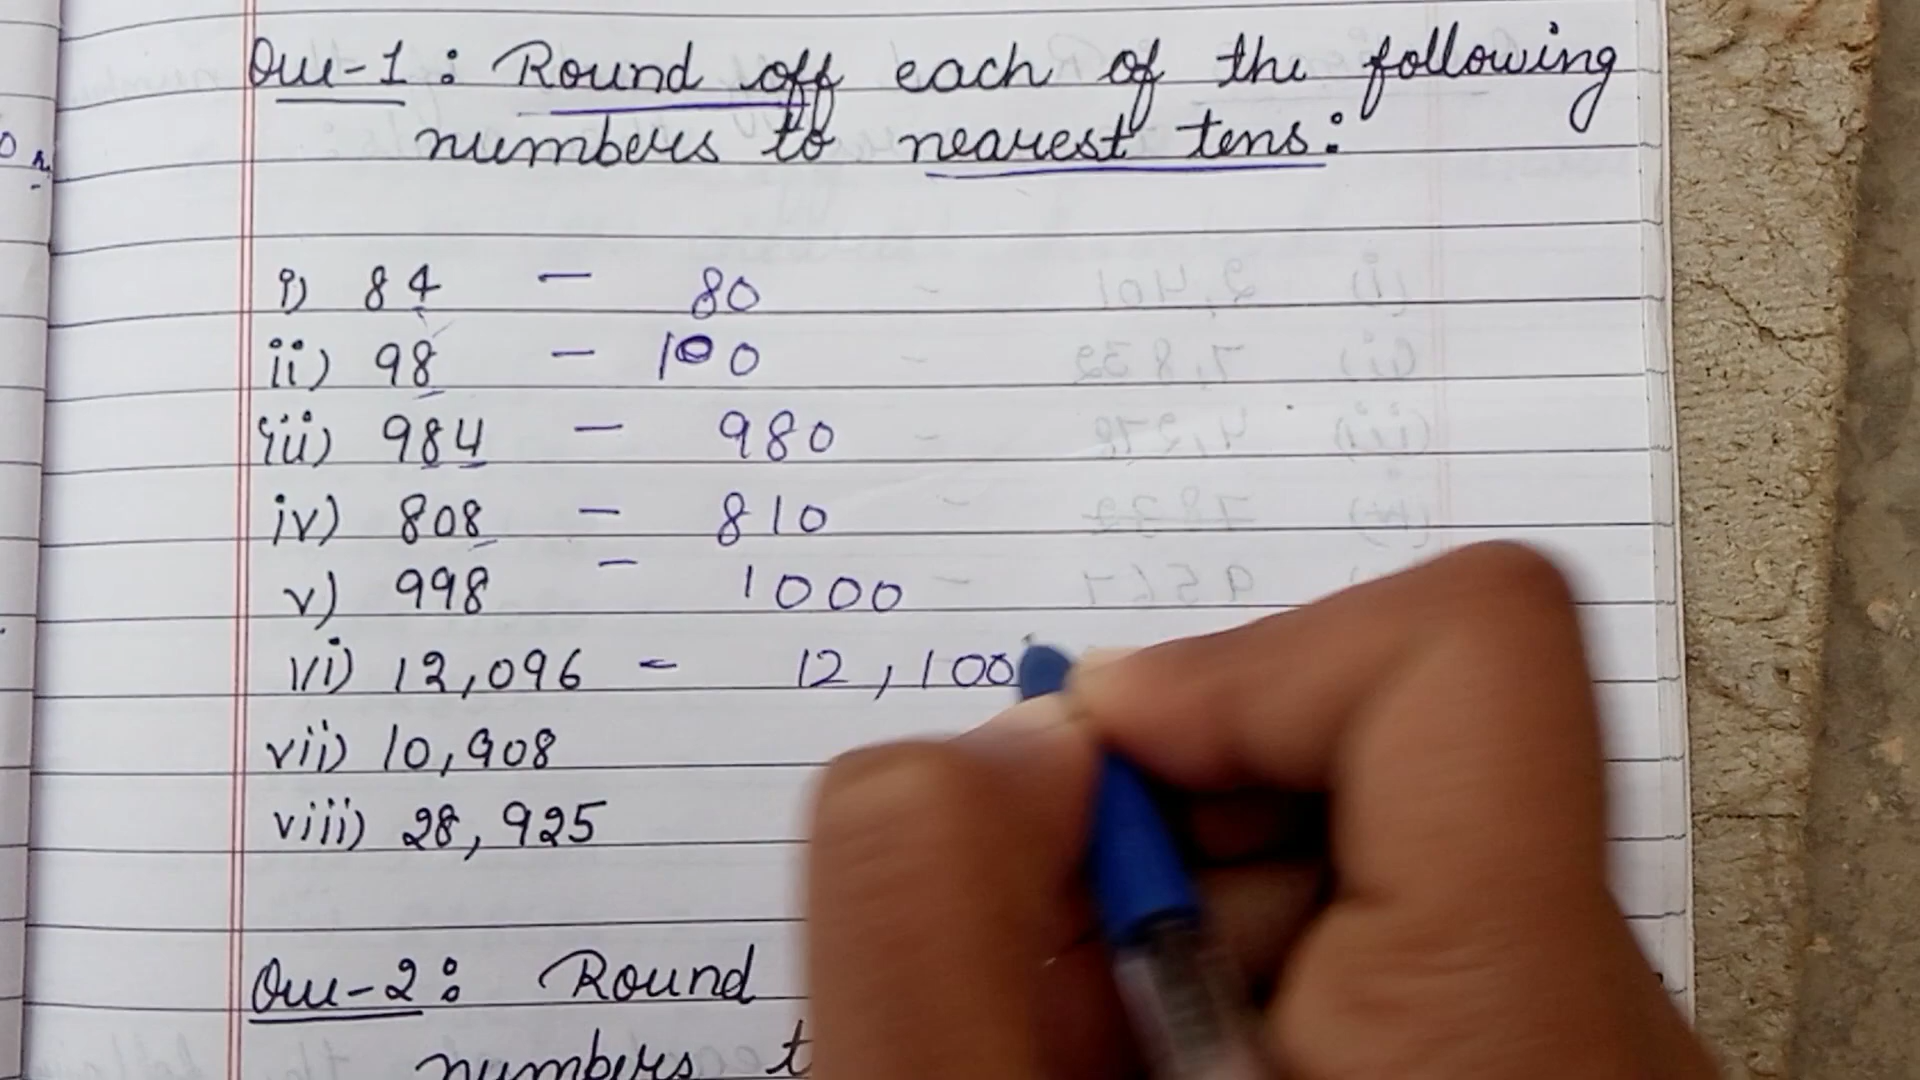 Que-1: Round off each of the following
numbers to nearest tens:
i) 84 – 80
ii) 98 – 100
iii) 984 – 980
iv) 808 – 810
v) 998 – 1000
vi) 12,096 – 12,100
vii) 10,908
viii) 28,925
Que-2: Round
numbers t